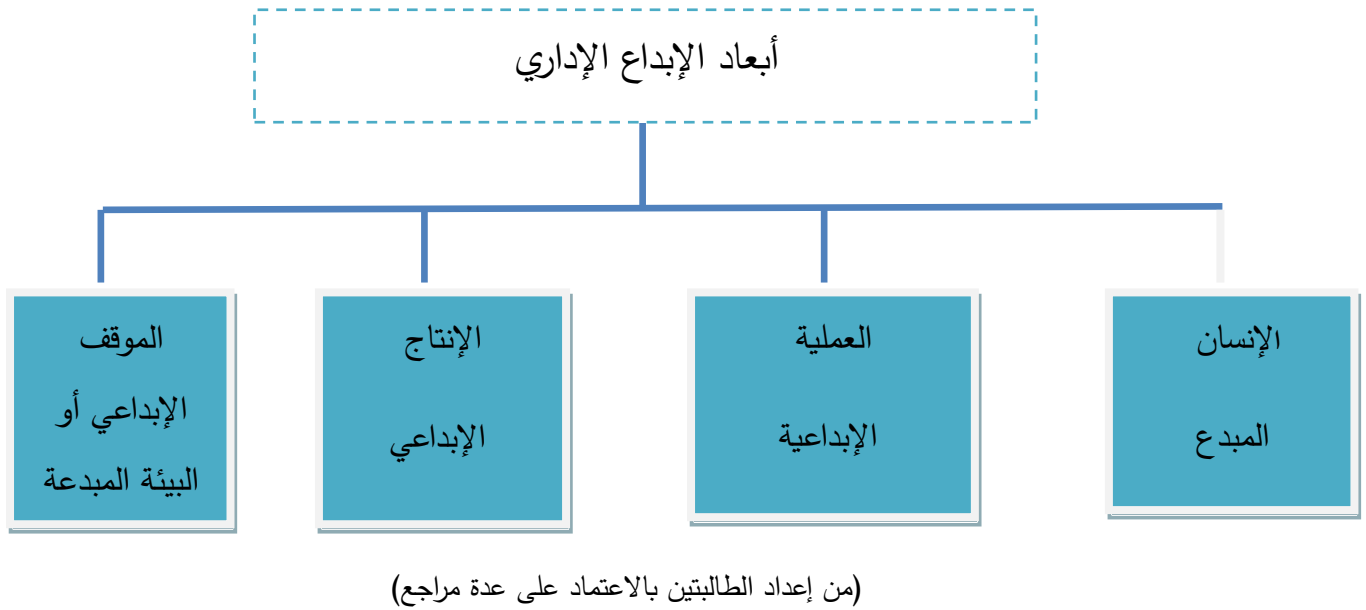 أبعاد الإبداع الإداري
الإنسان
المبدع
العملية
الإبداعية
الإنتاج
الإبداعي
الموقف
الإبداعي أو
البيئة المبدعة
(من إعداد الطالبتين بالاعتماد على عدة مراجع)